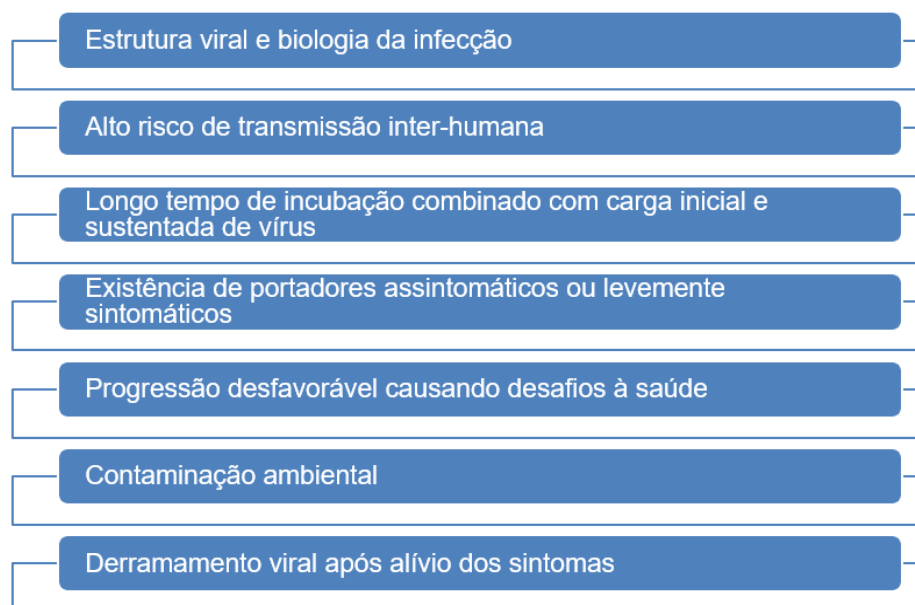 Estrutura viral e biologia da infecção
Alto risco de transmissão inter-humana
Longo tempo de incubação combinado com carga inicial e
sustentada de vírus
Existência de portadores assintomáticos ou levemente
sintomáticos
Progressão desfavorável causando desafios à saúde
Contaminação ambiental
Derramamento viral após alívio dos sintomas